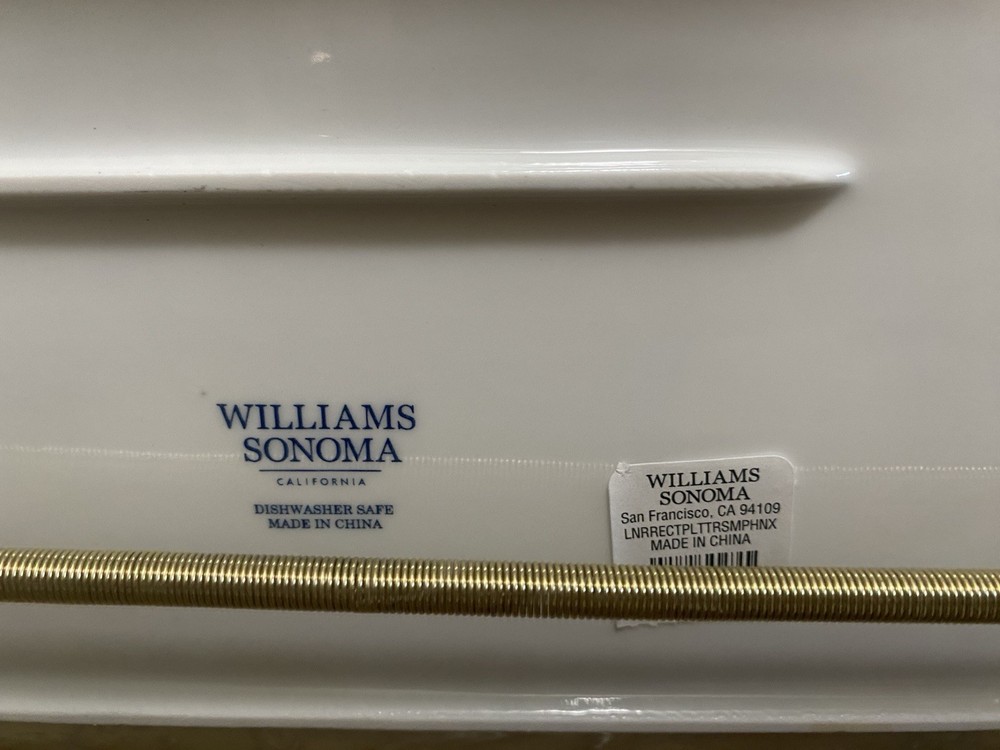 WILLIAMS
SONOMA
CALIFORNIA
DISHWASHER SAFE
MADE IN CHINA
WILLIAMS
SONOMA
San Francisco, CA 94109
LNRRECTPLTTRSMPHNX
MADE IN CHINA